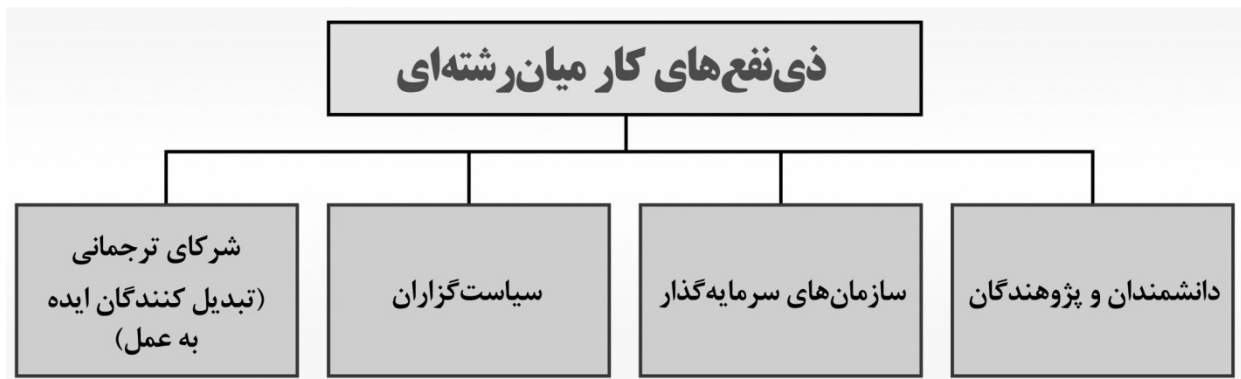 ذی‌نفع‌های کار میان‌رشته‌ای
دانشمندان و پژوهندگان
سازمان‌های سرمایه‌گذار
سیاست‌گزاران
شرکای ترجمانی
(تبدیل کنندگان ایده
به عمل)